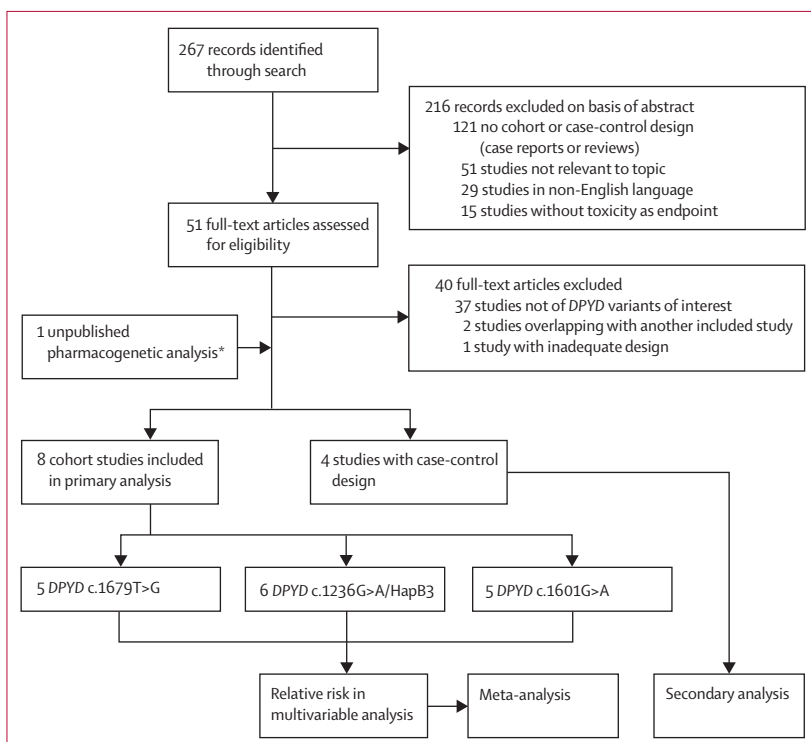 267 records identified
through search
216 records excluded on basis of abstract
121 no cohort or case-control design
(case reports or reviews)
51 studies not relevant to topic
29 studies in non-English language
15 studies without toxicity as endpoint
51 full-text articles assessed
for eligibility
40 full-text articles excluded
37 studies not of DPYD variants of interest
2 studies overlapping with another included study
1 study with inadequate design
1 unpublished
pharmacogenetic analysis*
8 cohort studies included
in primary analysis
4 studies with case-control
design
5 DPYD c.1679T>G
6 DPYD c.1236G>A/HapB3
5 DPYD c.1601G>A
Relative risk in
multivariable analysis
Meta-analysis
Secondary analysis